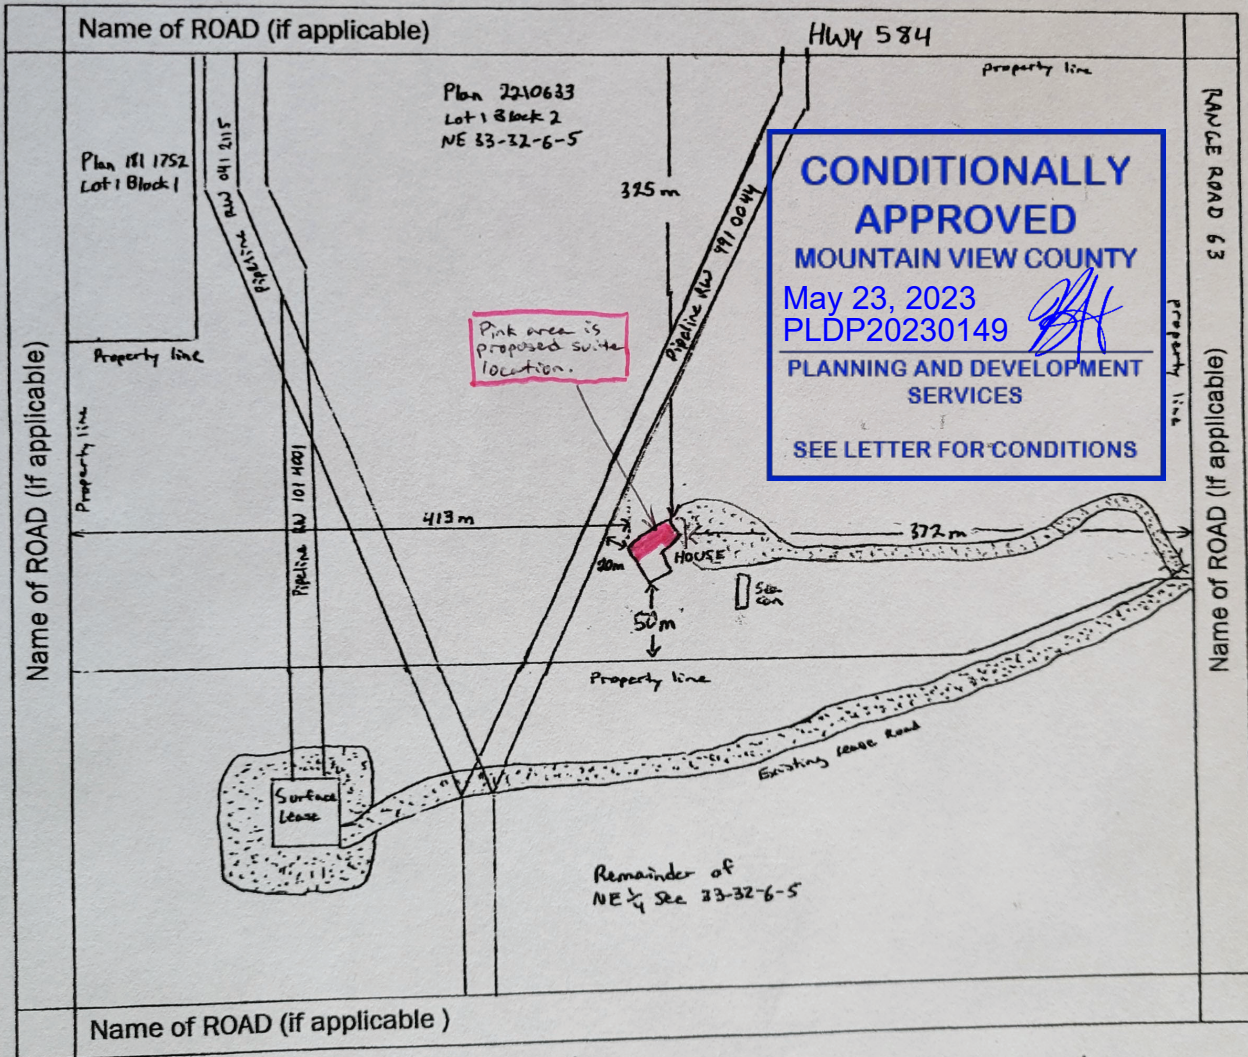 Name of ROAD (if applicable)
HWY 584
property line
Plan 2210633
Lot 1 Block 2
NE 33-32-6-5
Plan 181 1752
Lot 1 Block 1
Pipeline RW 041 2115
325 m
Pipeline RW 991 0044
RANGE ROAD 63
CONDITIONALLY
APPROVED
MOUNTAIN VIEW COUNTY
May 23, 2023
PLDP20230149
PLANNING AND DEVELOPMENT
SERVICES
SEE LETTER FOR CONDITIONS
property line
Pink area is
proposed suite
location.
Property line
Property line
Name of ROAD (if applicable)
Name of ROAD (if applicable)
Pipeline RW 101 4001
413 m
372 m
HOUSE
20m
Sea
can
50m
Property line
Existing lease Road
Surface
Lease
Remainder of
NE ¼ Sec 33-32-6-5
Name of ROAD (if applicable )